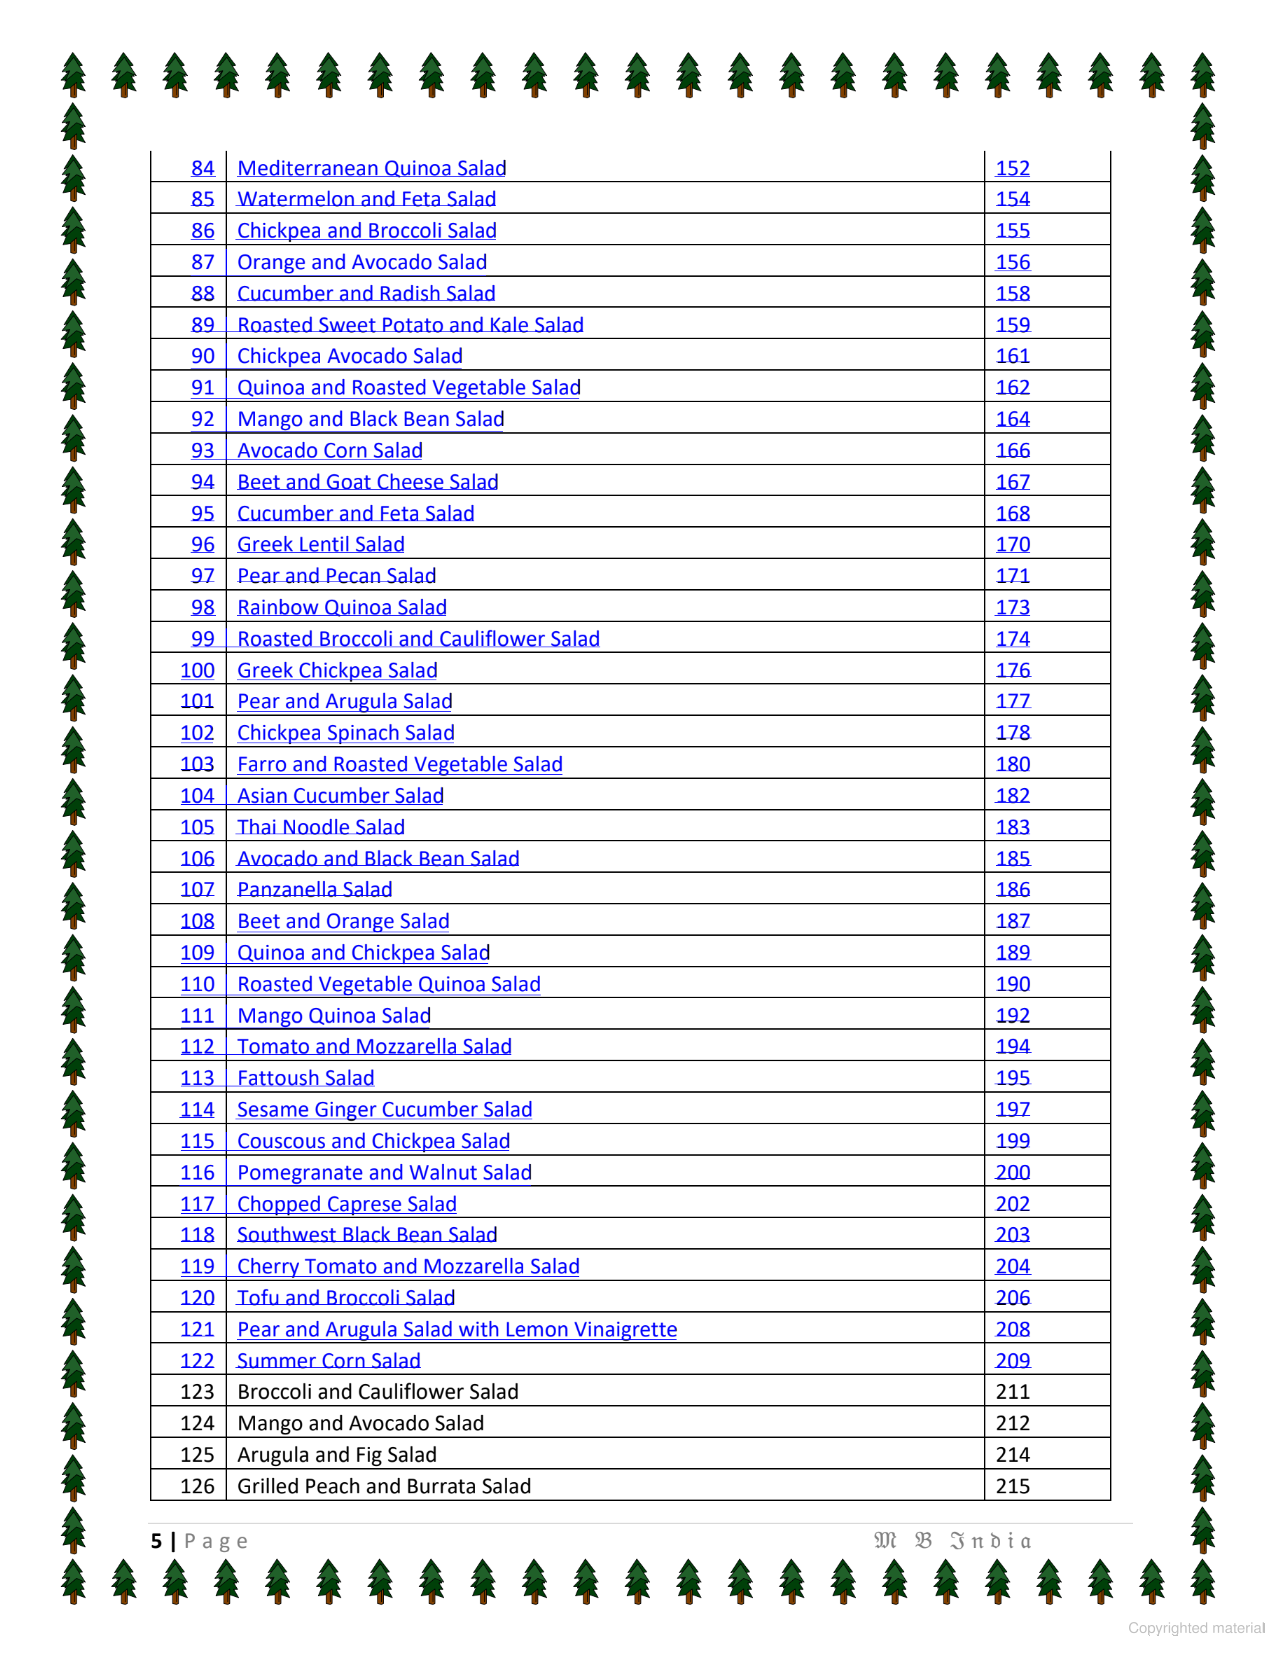 84 Mediterranean Quinoa Salad 152
85 Watermelon and Feta Salad 154
86 Chickpea and Broccoli Salad 155
87 Orange and Avocado Salad 156
88 Cucumber and Radish Salad 158
89 Roasted Sweet Potato and Kale Salad 159
90 Chickpea Avocado Salad 161
91 Quinoa and Roasted Vegetable Salad 162
92 Mango and Black Bean Salad 164
93 Avocado Corn Salad 166
94 Beet and Goat Cheese Salad 167
95 Cucumber and Feta Salad 168
96 Greek Lentil Salad 170
97 Pear and Pecan Salad 171
98 Rainbow Quinoa Salad 173
99 Roasted Broccoli and Cauliflower Salad 174
100 Greek Chickpea Salad 176
101 Pear and Arugula Salad 177
102 Chickpea Spinach Salad 178
103 Farro and Roasted Vegetable Salad 180
104 Asian Cucumber Salad 182
105 Thai Noodle Salad 183
106 Avocado and Black Bean Salad 185
107 Panzanella Salad 186
108 Beet and Orange Salad 187
109 Quinoa and Chickpea Salad 189
110 Roasted Vegetable Quinoa Salad 190
111 Mango Quinoa Salad 192
112 Tomato and Mozzarella Salad 194
113 Fattoush Salad 195
114 Sesame Ginger Cucumber Salad 197
115 Couscous and Chickpea Salad 199
116 Pomegranate and Walnut Salad 200
117 Chopped Caprese Salad 202
118 Southwest Black Bean Salad 203
119 Cherry Tomato and Mozzarella Salad 204
120 Tofu and Broccoli Salad 206
121 Pear and Arugula Salad with Lemon Vinaigrette 208
122 Summer Corn Salad 209
123 Broccoli and Cauliflower Salad 211
124 Mango and Avocado Salad 212
125 Arugula and Fig Salad 214
126 Grilled Peach and Burrata Salad 215
5 | Page 𝔐 𝔅 ℑ𝔫𝔡𝔦𝔞
Copyrighted material